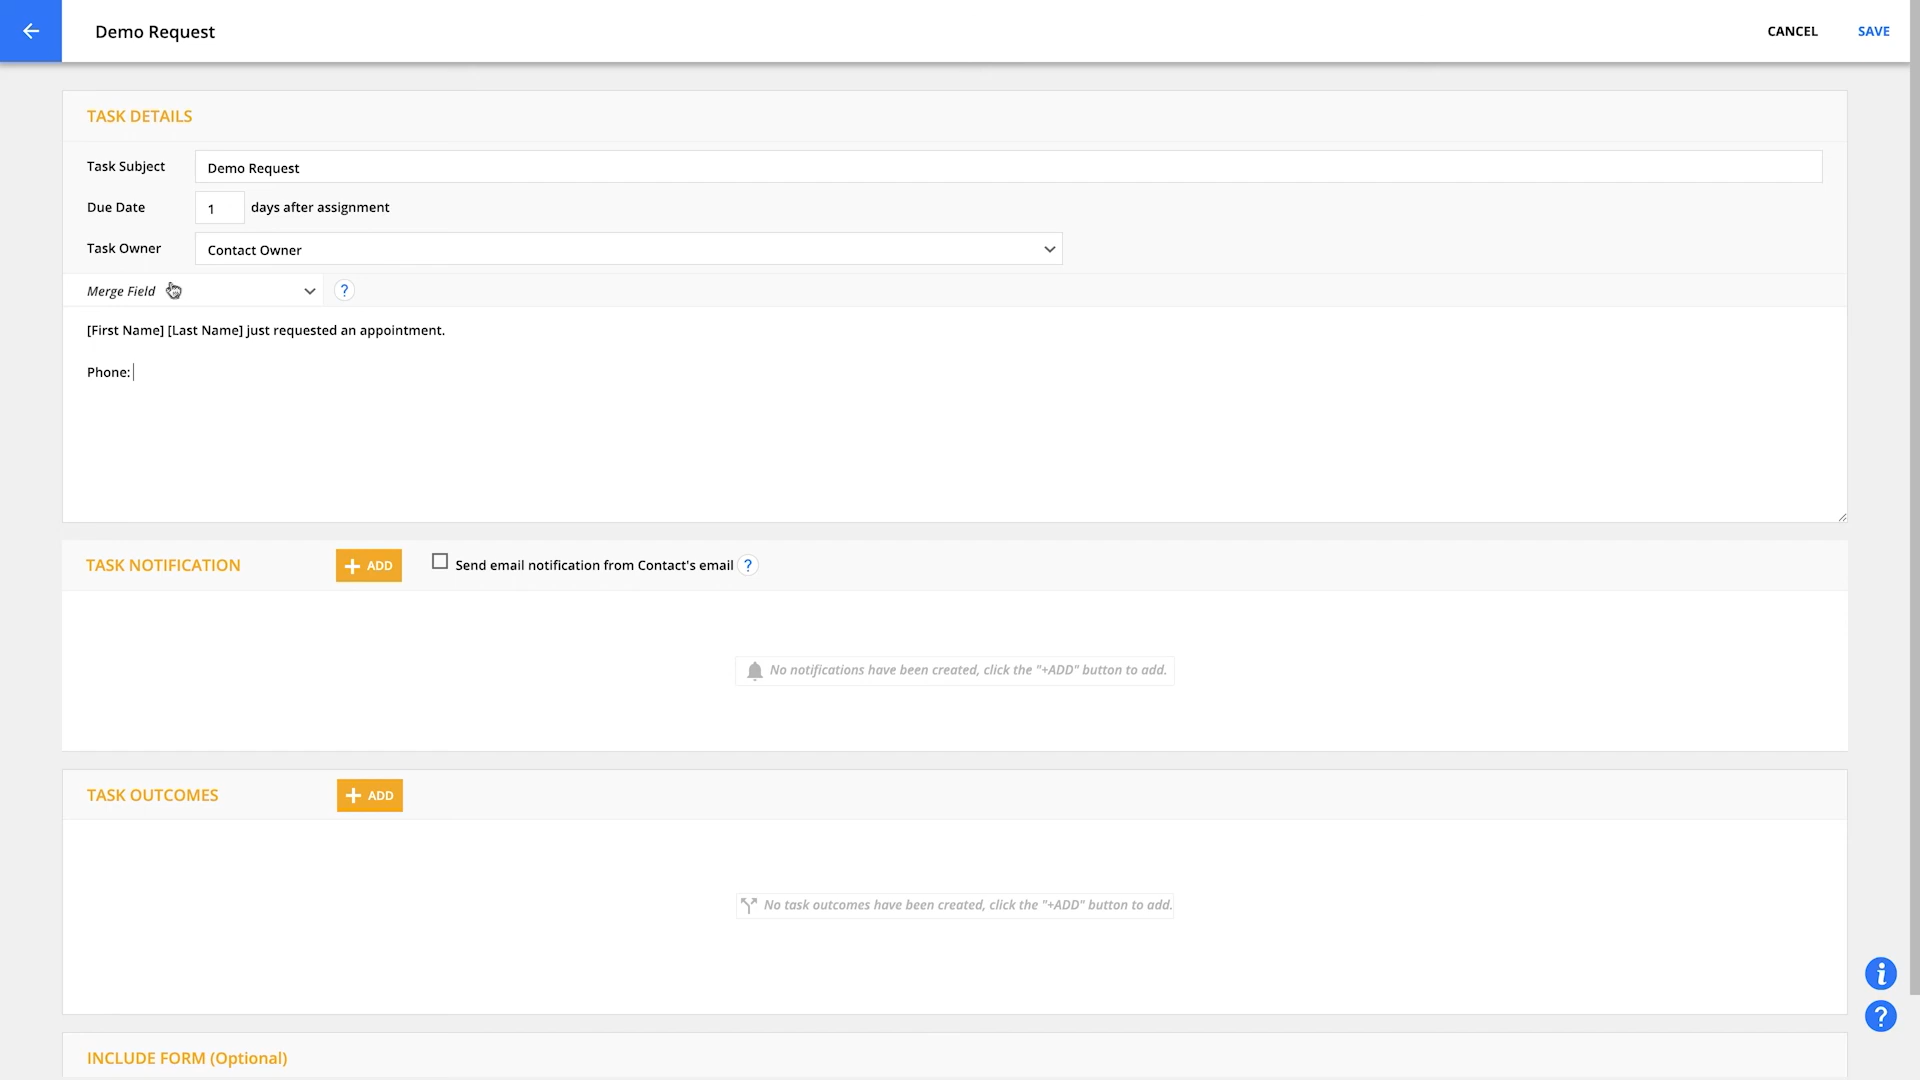 Demo Request
CANCEL
SAVE
TASK DETAILS
Task Subject
Demo Request
Due Date
1
days after assignment
Task Owner
Contact Owner
Merge Field
?
[First Name] [Last Name] just requested an appointment.
Phone:
TASK NOTIFICATION
+ ADD
Send email notification from Contact's email
?
No notifications have been created, click the "+ADD" button to add.
TASK OUTCOMES
+ ADD
No task outcomes have been created, click the "+ADD" button to add.
i
?
INCLUDE FORM (Optional)